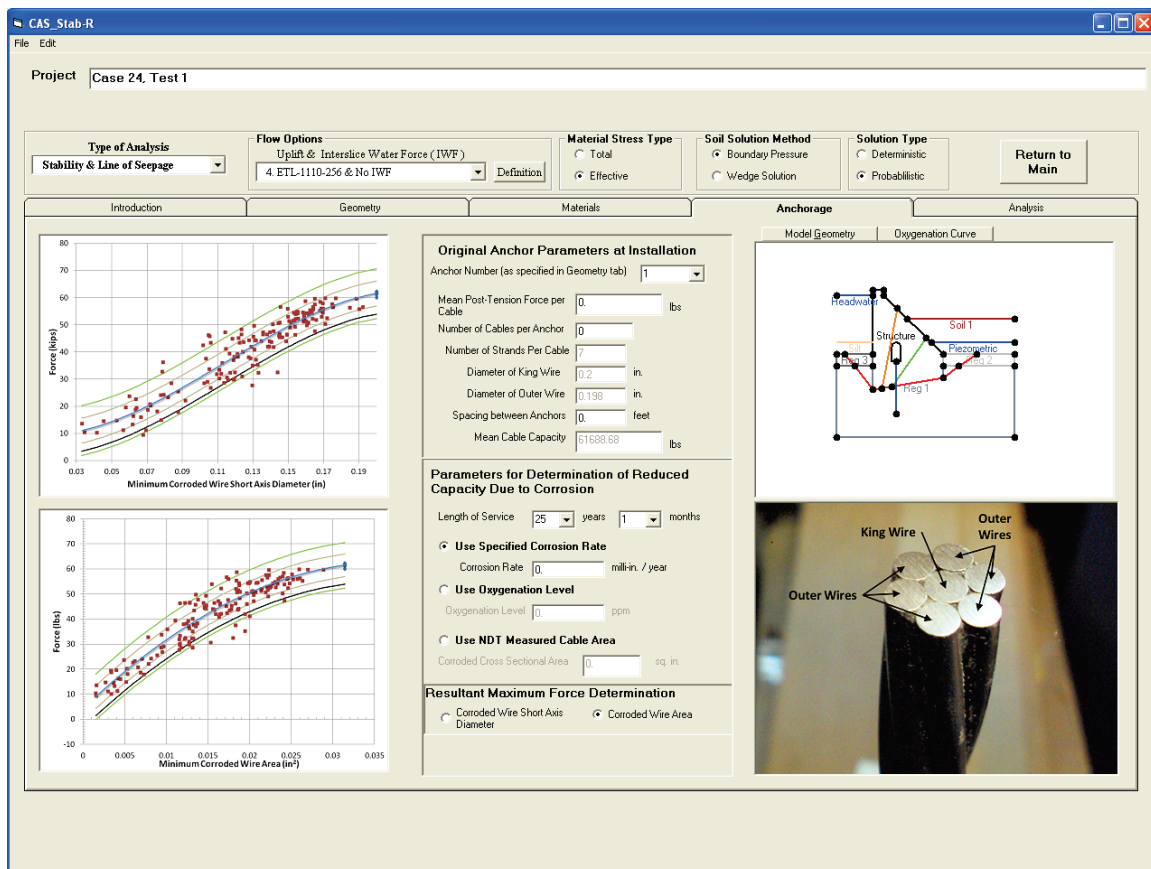 CAS_Stab-R
File Edit
Project Case 24, Test 1
Type of Analysis
Stability & Line of Seepage
Flow Options
Uplift & Interslice Water Force ( IWF )
4. ETL-1110-256 & No IWF
Definition
Material Stress Type
Total
Effective
Soil Solution Method
Boundary Pressure
Wedge Solution
Solution Type
Deterministic
Probabilistic
Return to
Main
Introduction
Geometry
Materials
Anchorage
Analysis
80
70
60
50
40
30
20
10
0
Force (kips)
0.03 0.05 0.07 0.09 0.11 0.13 0.15 0.17 0.19
Minimum Corroded Wire Short Axis Diameter (in)
80
70
60
50
40
30
20
10
0
-10
Force (lbs)
0 0.005 0.01 0.015 0.02 0.025 0.03 0.035
Minimum Corroded Wire Area (in²)
Original Anchor Parameters at Installation
Anchor Number (as specified in Geometry tab) 1
Mean Post-Tension Force per
Cable 0. lbs
Number of Cables per Anchor 0
Number of Strands Per Cable 7
Diameter of King Wire 0.2 in.
Diameter of Outer Wire 0.198 in.
Spacing between Anchors 0. feet
Mean Cable Capacity 61688.68 lbs
Parameters for Determination of Reduced
Capacity Due to Corrosion
Length of Service 25 years 1 months
Use Specified Corrosion Rate
Corrosion Rate 0. milli-in. / year
Use Oxygenation Level
Oxygenation Level 0. ppm
Use NDT Measured Cable Area
Corroded Cross Sectional Area 0. sq. in.
Resultant Maximum Force Determination
Corroded Wire Short Axis
Diameter
Corroded Wire Area
Model Geometry
Oxygenation Curve
Headwater
Soil 1
Structure
Silt
Piezometric
Reg 3
Reg 2
Reg 1
King Wire
Outer
Wires
Outer Wires